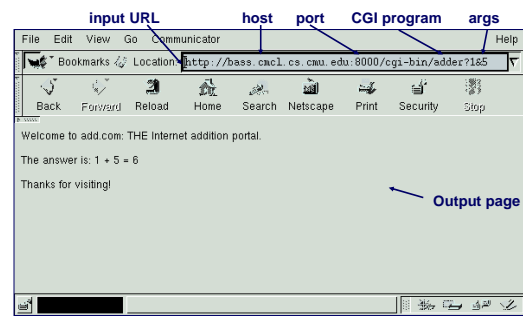 input URL host port CGI program args
File Edit View Go Communicator Help
Bookmarks Location http://bass.cmcl.cs.cmu.edu:8000/cgi-bin/adder?1&5
Back Forward Reload Home Search Netscape Print Security Stop
Welcome to add.com: THE Internet addition portal.
The answer is: 1 + 5 = 6
Thanks for visiting!
Output page